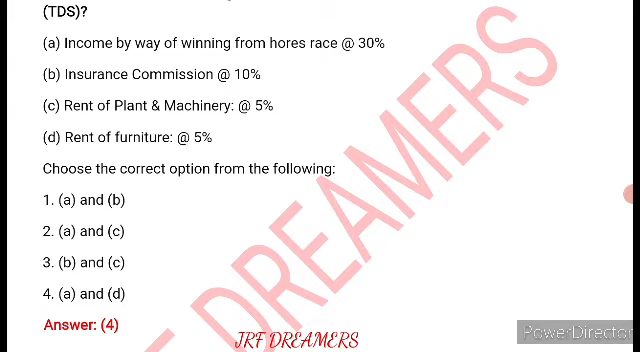 (TDS)?
(a) Income by way of winning from hores race @ 30%
(b) Insurance Commission @ 10%
(c) Rent of Plant & Machinery: @ 5%
(d) Rent of furniture: @ 5%
Choose the correct option from the following:
1. (a) and (b)
2. (a) and (c)
3. (b) and (c)
4. (a) and (d)
Answer: (4)
JRF DREAMERS
DREAMERS
PowerDirector